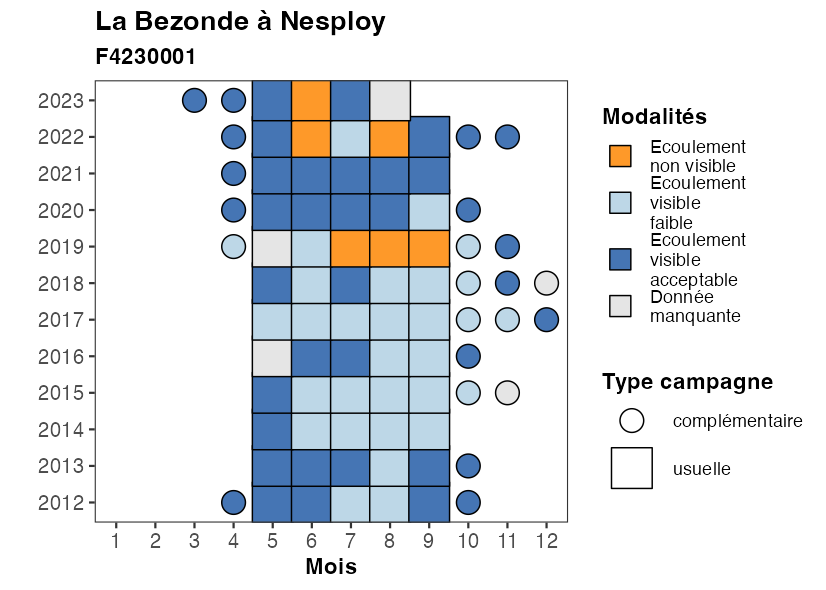 La Bezonde à Nesploy
F4230001
2023
2022
2021
2020
2019
2018
2017
2016
2015
2014
2013
2012
1 2 3 4 5 6 7 8 9 10 11 12
Mois
Modalités
Ecoulement
non visible
Ecoulement
visible
faible
Ecoulement
visible
acceptable
Donnée
manquante
Type campagne
complémentaire
usuelle